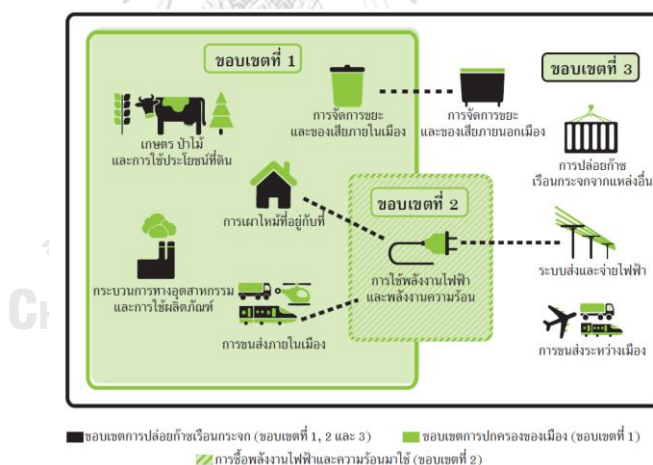 ขอบเขตที่ 1
ขอบเขตที่ 3
เกษตร ป่าไม้
และการใช้ประโยชน์ที่ดิน
การจัดการขยะ
และของเสียภายในเมือง
การจัดการขยะ
และของเสียภายนอกเมือง
การปล่อยก๊าซ
เรือนกระจกจากแหล่งอื่น
การเผาไหม้ที่อยู่กับที่
ขอบเขตที่ 2
การใช้พลังงานไฟฟ้า
และพลังงานความร้อน
ระบบส่งและจ่ายไฟฟ้า
กระบวนการทางอุตสาหกรรม
และการใช้ผลิตภัณฑ์
การขนส่งภายในเมือง
การขนส่งระหว่างเมือง
ขอบเขตการปล่อยก๊าซเรือนกระจก (ขอบเขตที่ 1, 2 และ 3)
ขอบเขตการปกครองของเมือง (ขอบเขตที่ 1)
การซื้อพลังงานไฟฟ้าและความร้อนมาใช้ (ขอบเขตที่ 2)